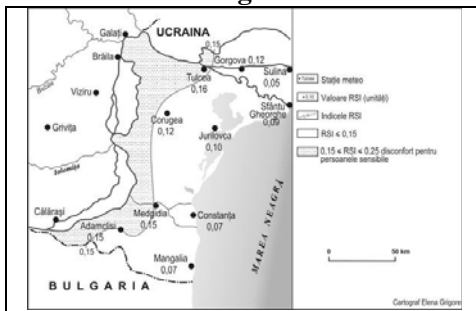 UCRAINA
Galați
0,15
Brăila
Gorgova 0,12
Tulcea
0,16
Sulina
0,05
Viziru
Sfântu
Gheorghe
0,09
Corugea
0,12
Grivița
Jurilovca
0,10
Ialomița
Călărași
Medgidia
0,15
Constanța
0,07
Adamclisi
0,15
0,15
Mangalia
0,07
MAREA NEAGRĂ
BULGARIA
Stație meteo
Valoare RSI (unități)
Indicele RSI
RSI ≤ 0,15
0,15 ≤ RSI ≤ 0,25 disconfort pentru
persoanele sensibile
0
50 km
Cartograf Elena Grigore